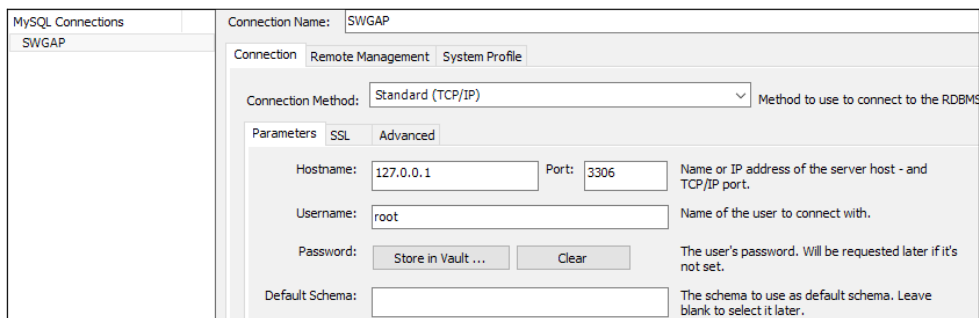 MySQL Connections
SWGAP
Connection Name: SWGAP
Connection Remote Management System Profile
Connection Method: Standard (TCP/IP) Method to use to connect to the RDBMS
Parameters SSL Advanced
Hostname: 127.0.0.1 Port: 3306 Name or IP address of the server host - and
TCP/IP port.
Username: root Name of the user to connect with.
Password: Store in Vault ... Clear The user's password. Will be requested later if it's
not set.
Default Schema: The schema to use as default schema. Leave
blank to select it later.